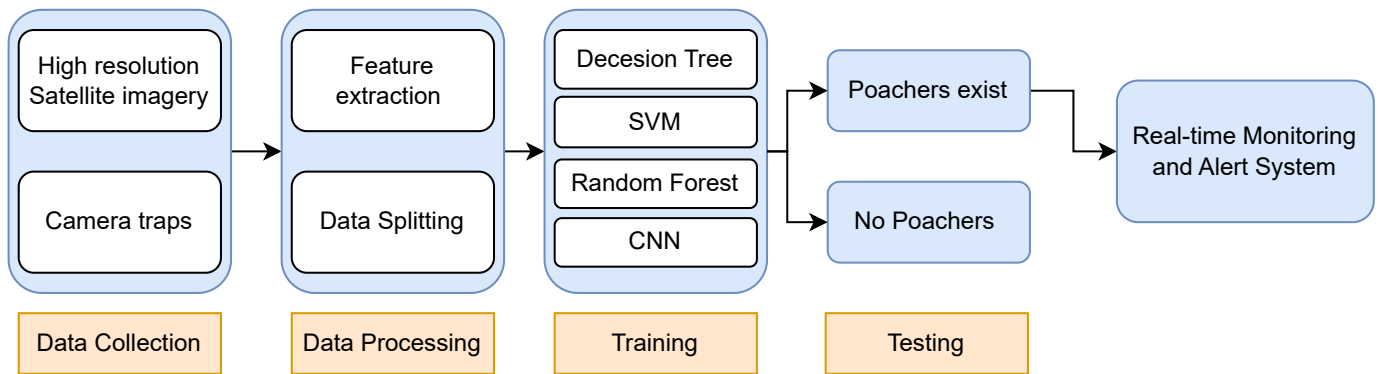 High resolution
Satellite imagery
Camera traps
Data Collection
Feature
extraction
Data Splitting
Data Processing
Decesion Tree
SVM
Random Forest
CNN
Training
Poachers exist
No Poachers
Testing
Real-time Monitoring
and Alert System